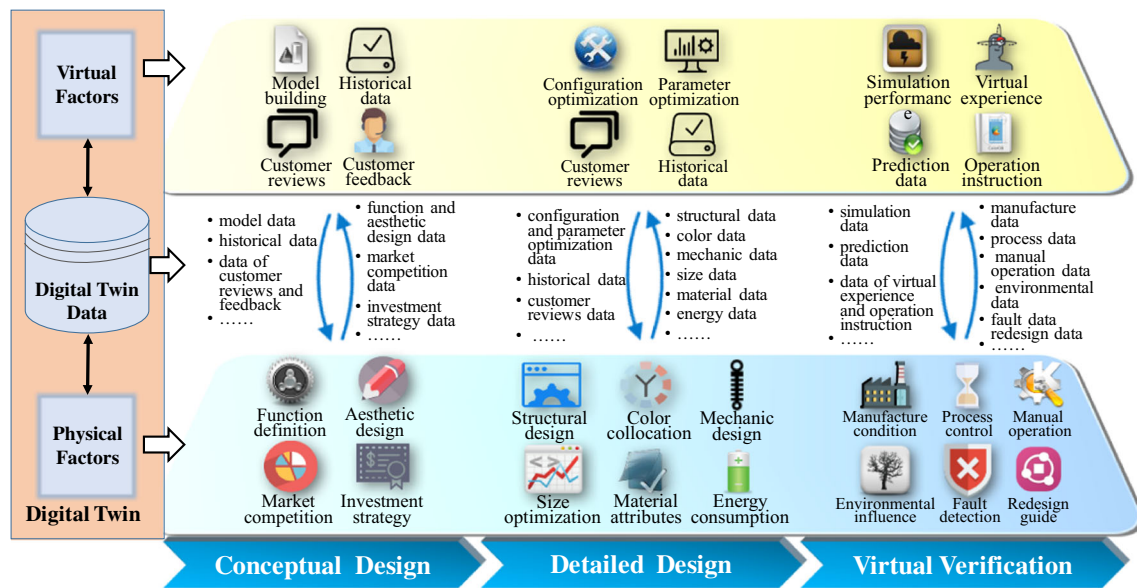 Virtual
Factors
Digital Twin
Data
Physical
Factors
Digital Twin
Model
building
Historical
data
Customer
reviews
Customer
feedback
Configuration
optimization
Parameter
optimization
Customer
reviews
Historical
data
Simulation
performanc
e
Virtual
experience
Prediction
data
Operation
instruction
• model data
• historical data
• data of
customer
reviews and
feedback
• ……
• function and
aesthetic
design data
• market
competition
data
• investment
strategy data
• ……
• configuration
and parameter
optimization
data
• historical data
• customer
reviews data
• ……
• structural data
• color data
• mechanic data
• size data
• material data
• energy data
• ……
• simulation
data
• prediction
data
• data of virtual
experience
and operation
instruction
• ……
• manufacture
data
• process data
• manual
operation data
• environmental
data
• fault data
redesign data
• ……
Function
definition
Aesthetic
design
Market
competition
Investment
strategy
Structural
design
Color
collocation
Mechanic
design
Size
optimization
Material
attributes
Energy
consumption
Manufacture
condition
Process
control
Manual
operation
Environmental
influence
Fault
detection
Redesign
guide
Conceptual Design
Detailed Design
Virtual Verification